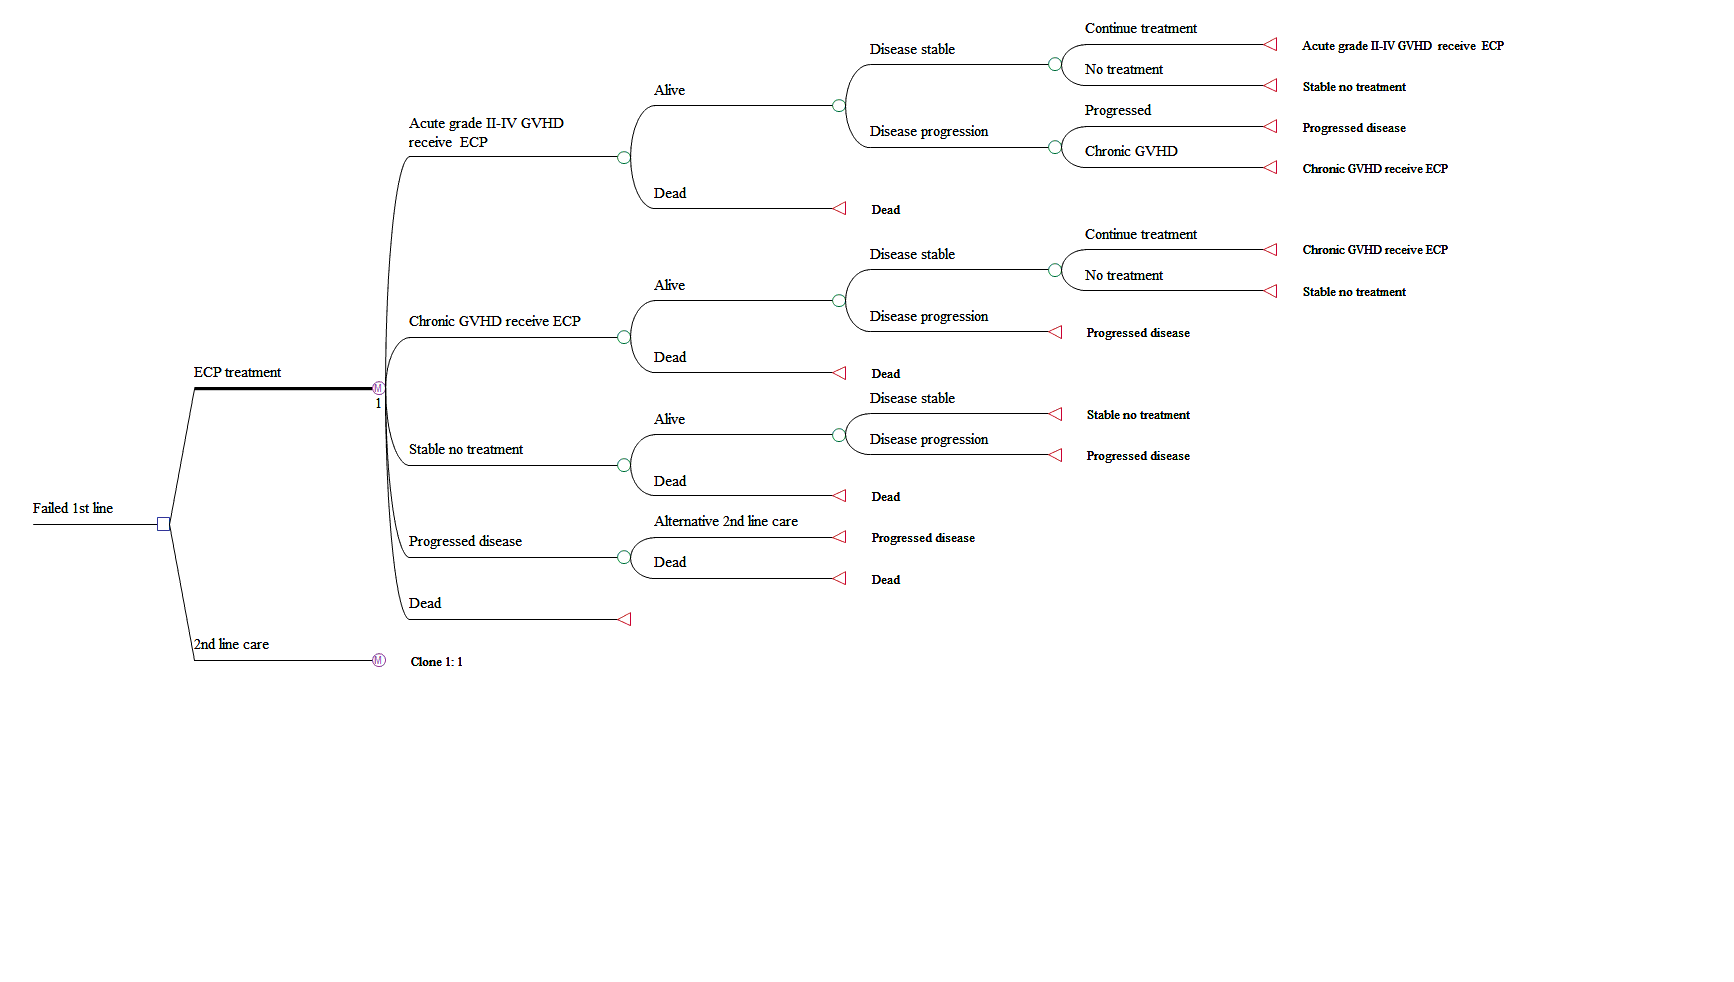 Continue treatment
Acute grade II-IV GVHD receive ECP
Disease stable
No treatment
Stable no treatment
Alive
Progressed
Progressed disease
Acute grade II-IV GVHD
receive ECP
Disease progression
Chronic GVHD
Chronic GVHD receive ECP
Dead
Dead
Continue treatment
Chronic GVHD receive ECP
Disease stable
No treatment
Stable no treatment
Alive
Chronic GVHD receive ECP
Disease progression
Progressed disease
Dead
Dead
ECP treatment
M
1
Disease stable
Stable no treatment
Alive
Disease progression
Progressed disease
Stable no treatment
Dead
Dead
Failed 1st line
Alternative 2nd line care
Progressed disease
Progressed disease
Dead
Dead
Dead
2nd line care
M
Clone 1: 1